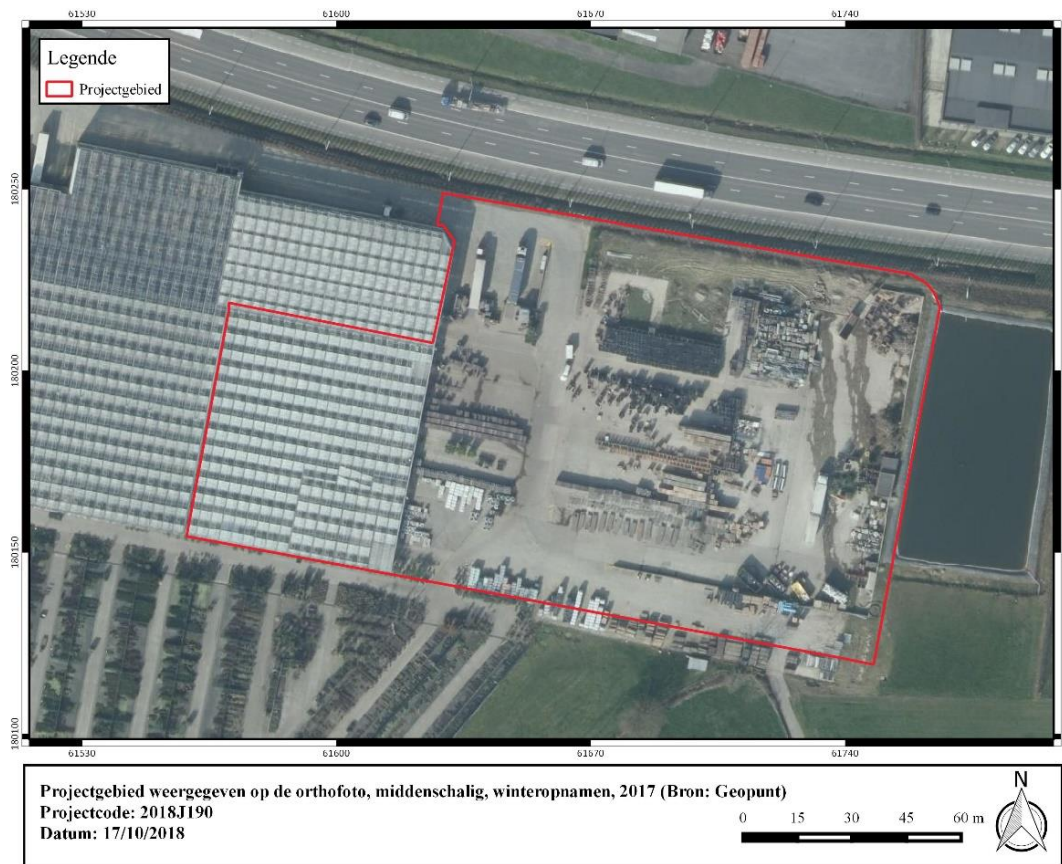 61530 61600 61670 61740
Legende
Projectgebied
180250
180200
180150
180100
61530 61600 61670 61740
Projectgebied weergegeven op de orthofoto, middenschalig, winteropnamen, 2017 (Bron: Geopunt)
Projectcode: 2018J190
Datum: 17/10/2018
N
0 15 30 45 60 m